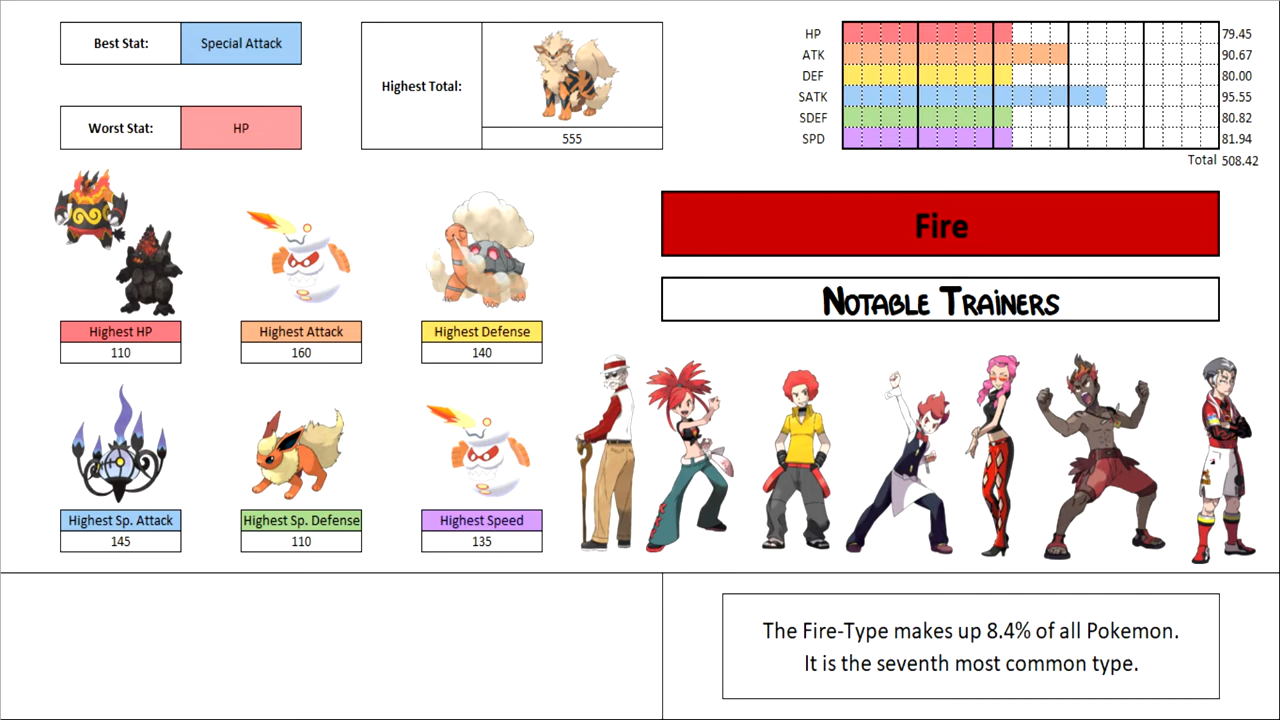 Best Stat: Special Attack
Worst Stat: HP
Highest Total:
555
HP 79.45
ATK 90.67
DEF 80.00
SATK 95.55
SDEF 80.82
SPD 81.94
Total 508.42
Fire
NOTABLE TRAINERS
Highest HP
110
Highest Attack
160
Highest Defense
140
Highest Sp. Attack
145
Highest Sp. Defense
110
Highest Speed
135
The Fire-Type makes up 8.4% of all Pokemon.
It is the seventh most common type.